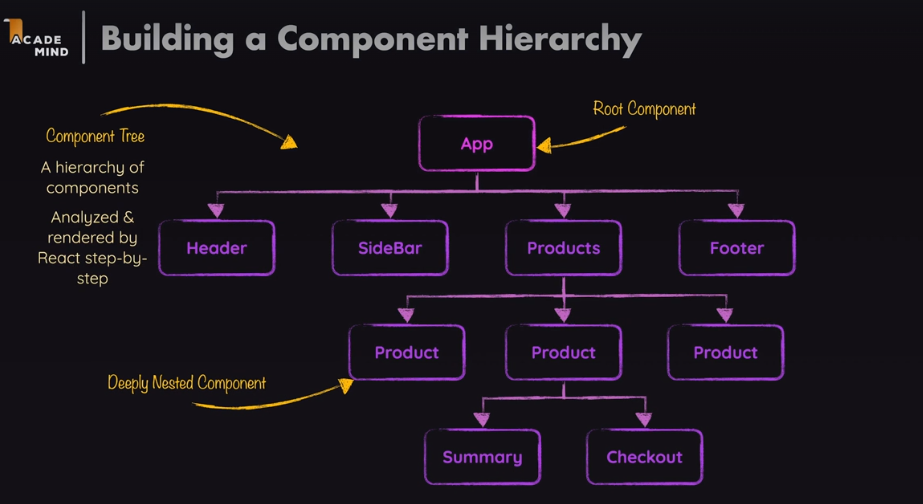 ACADE
MIND
Building a Component Hierarchy
Component Tree
A hierarchy of
components
Analyzed &
rendered by
React step-by-
step
Root Component
App
Header
SideBar
Products
Footer
Product
Product
Product
Deeply Nested Component
Summary
Checkout